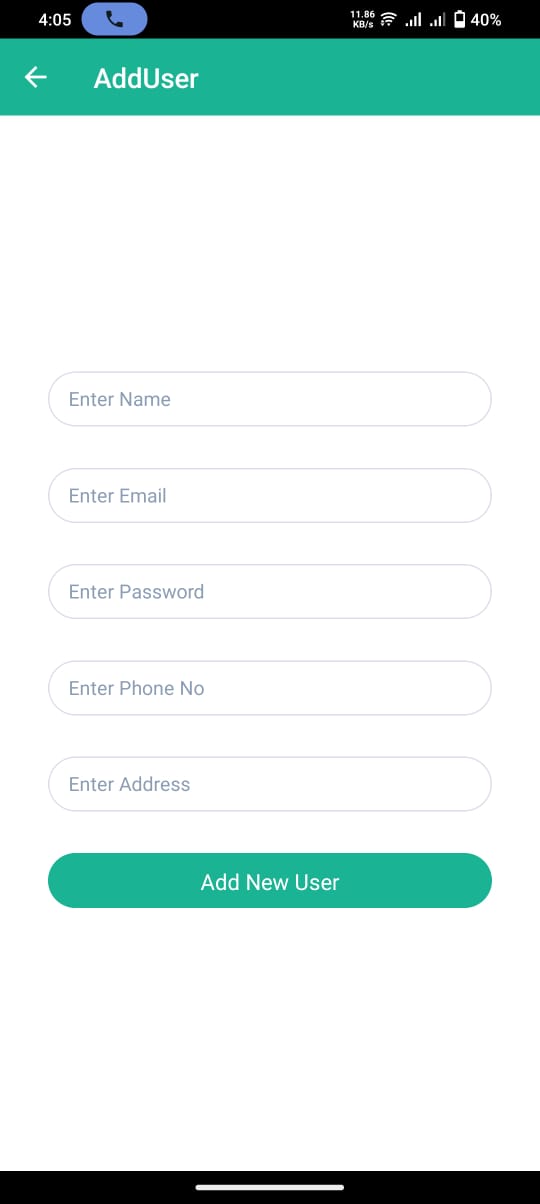 4:05 11.86 KB/s 40%
AddUser
Enter Name
Enter Email
Enter Password
Enter Phone No
Enter Address
Add New User